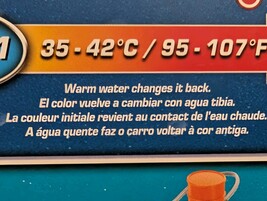 35 - 42°C / 95 - 107°F
Warm water changes it back.
El color vuelve a cambiar con agua tibia.
La couleur initiale revient au contact de l'eau chaude.
A água quente faz o carro voltar à cor antiga.